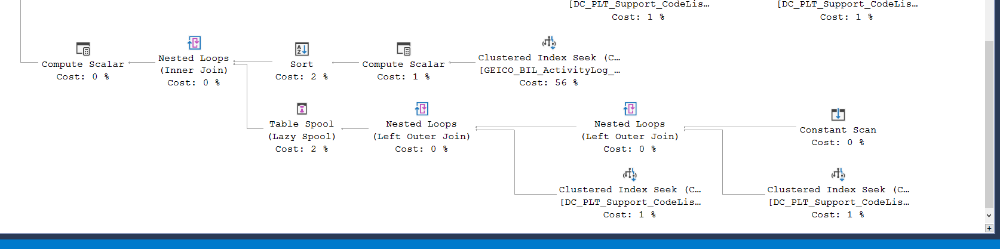 [DC_PLT_Support_CodeLis…
Cost: 1 %
[DC_PLT_Support_CodeLis…
Cost: 1 %
Compute Scalar
Cost: 0 %
Nested Loops
(Inner Join)
Cost: 0 %
Sort
Cost: 2 %
Compute Scalar
Cost: 1 %
Clustered Index Seek (C…
[GEICO_BIL_ActivityLog_…
Cost: 56 %
Table Spool
(Lazy Spool)
Cost: 2 %
Nested Loops
(Left Outer Join)
Cost: 0 %
Nested Loops
(Left Outer Join)
Cost: 0 %
Constant Scan
Cost: 0 %
Clustered Index Seek (C…
[DC_PLT_Support_CodeLis…
Cost: 1 %
Clustered Index Seek (C…
[DC_PLT_Support_CodeLis…
Cost: 1 %